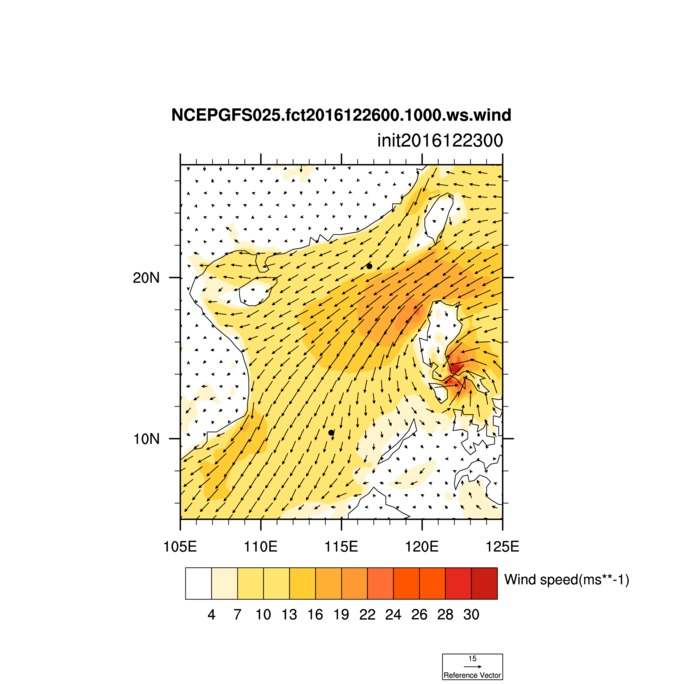 NCEPGFS025.fct2016122600.1000.ws.wind
init2016122300
20N
10N
105E 110E 115E 120E 125E
Wind speed(ms**-1)
4 7 10 13 16 19 22 24 26 28 30
15
Reference Vector